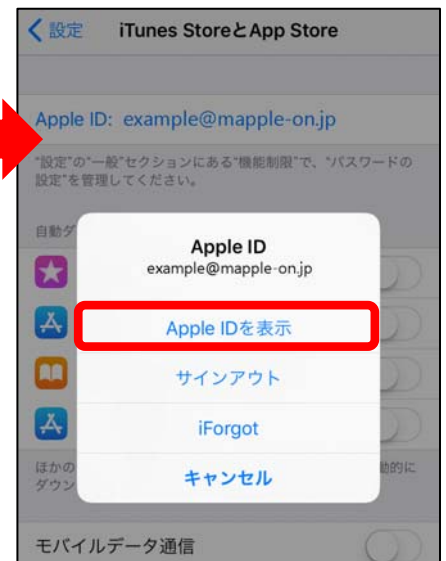 設定
iTunes StoreとApp Store
Apple ID: example@mapple-on.jp
"設定"の"一般"セクションにある"機能制限"で、"パスワードの
設定"を管理してください。
自動ダ
Apple ID
example@mapple-on.jp
Apple IDを表示
サインアウト
iForgot
キャンセル
ほかの
動的に
ダウン
モバイルデータ通信